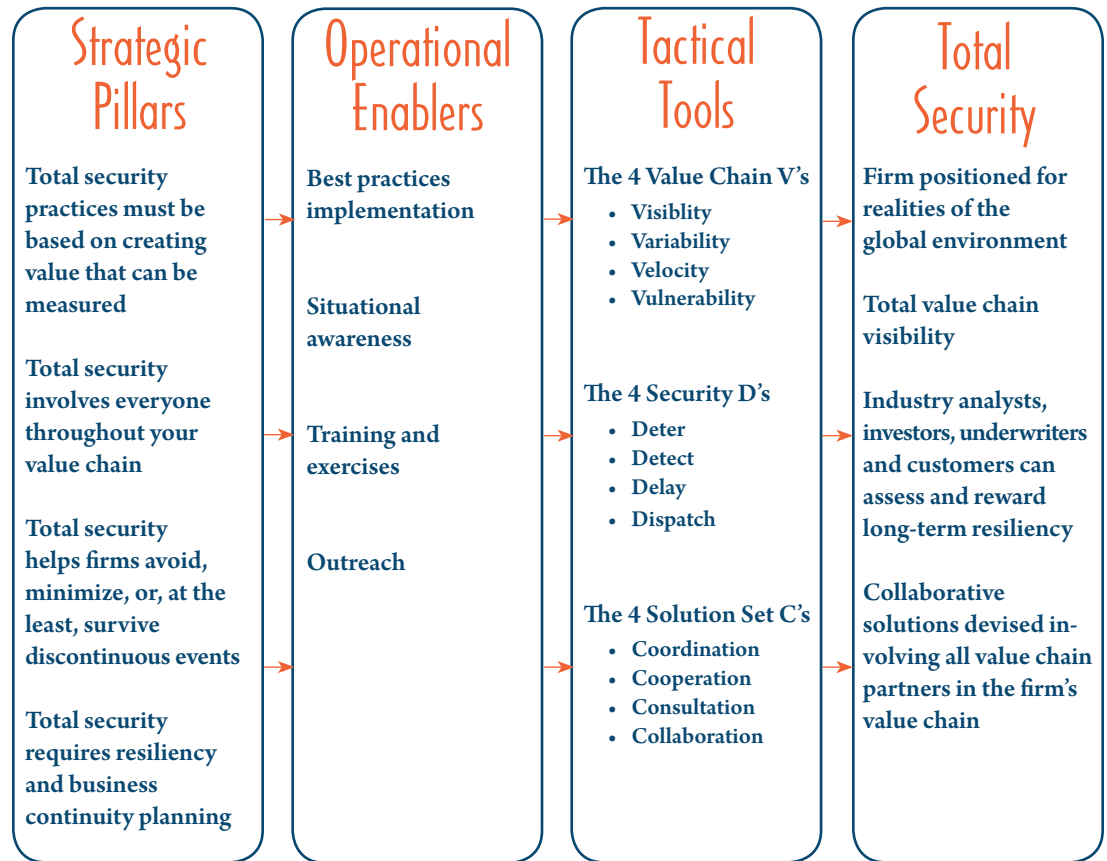 Strategic
Pillars
Total security
practices must be
based on creating
value that can be
measured
Total security
involves everyone
throughout your
value chain
Total security
helps firms avoid,
minimize, or, at the
least, survive
discontinuous events
Total security
requires resiliency
and business
continuity planning
Operational
Enablers
Best practices
implementation
Situational
awareness
Training and
exercises
Outreach
Tactical
Tools
The 4 Value Chain V's
• Visiblity
• Variability
• Velocity
• Vulnerability
The 4 Security D's
• Deter
• Detect
• Delay
• Dispatch
The 4 Solution Set C's
• Coordination
• Cooperation
• Consultation
• Collaboration
Total
Security
Firm positioned for
realities of the
global environment
Total value chain
visibility
Industry analysts,
investors, underwriters
and customers can
assess and reward
long-term resiliency
Collaborative
solutions devised in-
volving all value chain
partners in the firm's
value chain